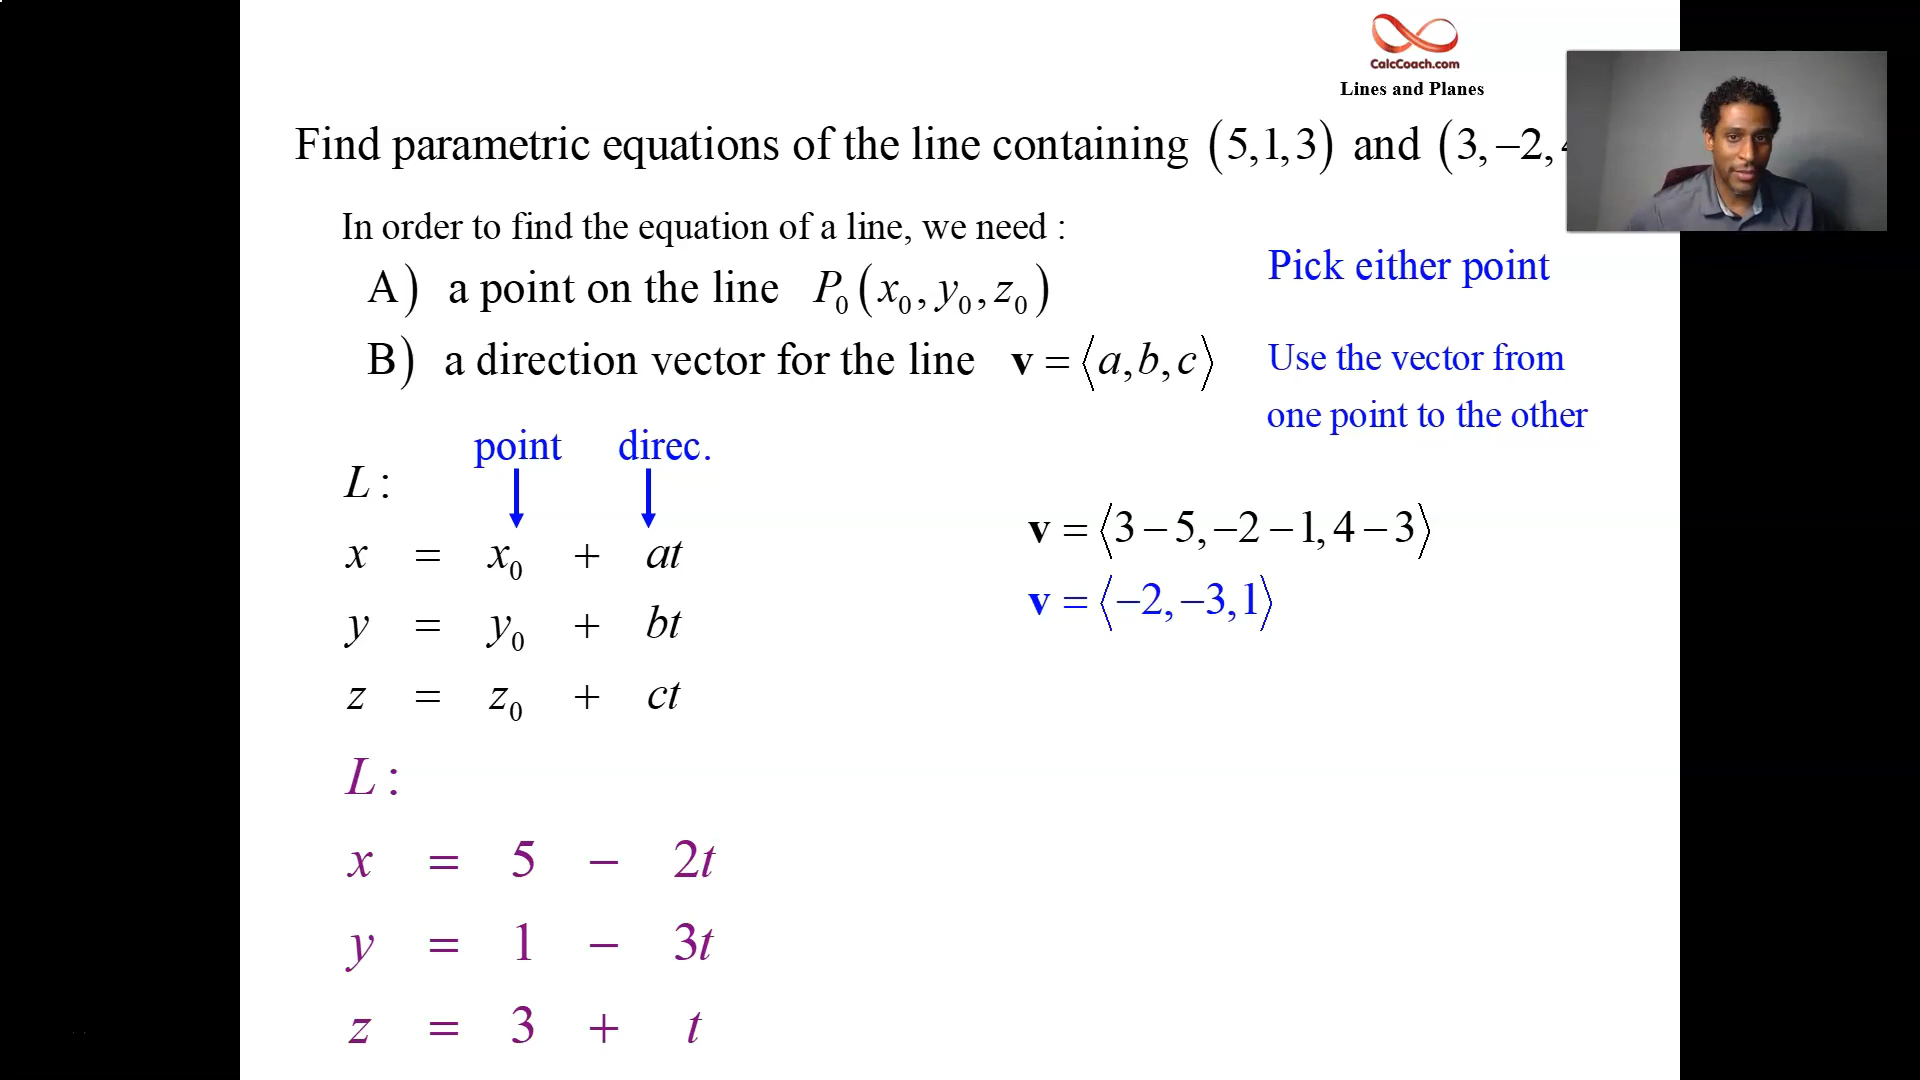 CalcCoach.com
Lines and Planes
Find parametric equations of the line containing (5,1,3) and (3,−2,
In order to find the equation of a line, we need :
A) a point on the line P₀(x₀, y₀, z₀)
Pick either point
B) a direction vector for the line v = ⟨a,b,c⟩
Use the vector from
one point to the other
point direc.
L:
x = x₀ + at
y = y₀ + bt
z = z₀ + ct
v = ⟨3−5,−2−1,4−3⟩
v = ⟨−2,−3,1⟩
L:
x = 5 − 2t
y = 1 − 3t
z = 3 + t